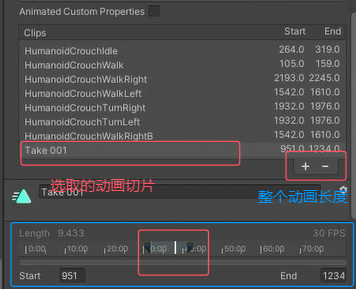 Animated Custom Properties
Clips Start End
HumanoidCrouchIdle 264.0 319.0
HumanoidCrouchWalk 105.0 159.0
HumanoidCrouchWalkRight 2193.0 2245.0
HumanoidCrouchWalkLeft 1542.0 1610.0
HumanoidCrouchTurnRight 1932.0 1976.0
HumanoidCrouchTurnLeft 1932.0 1976.0
HumanoidCrouchWalkRightB 1542.0 1610.0
Take 001 951.0 1234.0
+ −
Take 001
选取的动画切片
整个动画长度
Length 9.433 30 FPS
0:00 10:00 20:00 50:00 60:00 70:00
Start 951 End 1234